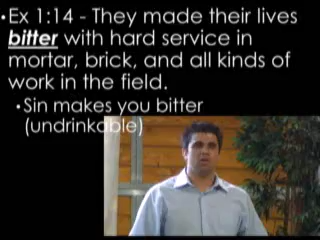 •Ex 1:14 - They made their lives
bitter with hard service in
mortar, brick, and all kinds of
work in the field.
•Sin makes you bitter
(undrinkable)